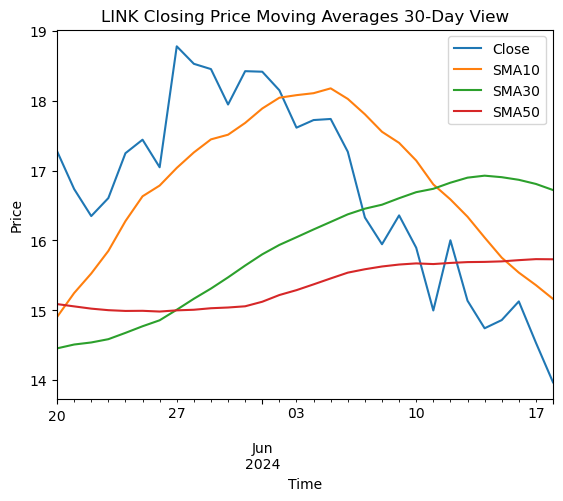 LINK Closing Price Moving Averages 30-Day View
19
18
17
16
15
14
Price
Close
SMA10
SMA30
SMA50
20
27
03
10
17
Jun
2024
Time